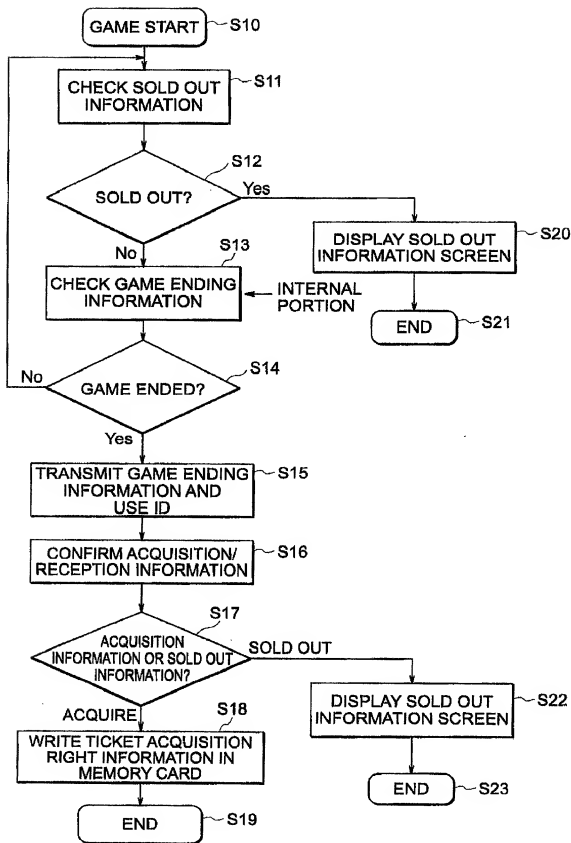 GAME START
S10
CHECK SOLD OUT
INFORMATION
S11
SOLD OUT?
S12
Yes
No
S13
CHECK GAME ENDING
INFORMATION
INTERNAL
PORTION
DISPLAY SOLD OUT
INFORMATION SCREEN
S20
END
S21
GAME ENDED?
S14
No
Yes
TRANSMIT GAME ENDING
INFORMATION AND
USE ID
S15
CONFIRM ACQUISITION/
RECEPTION INFORMATION
S16
S17
ACQUISITION
INFORMATION OR SOLD OUT
INFORMATION?
SOLD OUT
ACQUIRE
S18
WRITE TICKET ACQUISITION
RIGHT INFORMATION IN
MEMORY CARD
DISPLAY SOLD OUT
INFORMATION SCREEN
S22
END
S19
END
S23